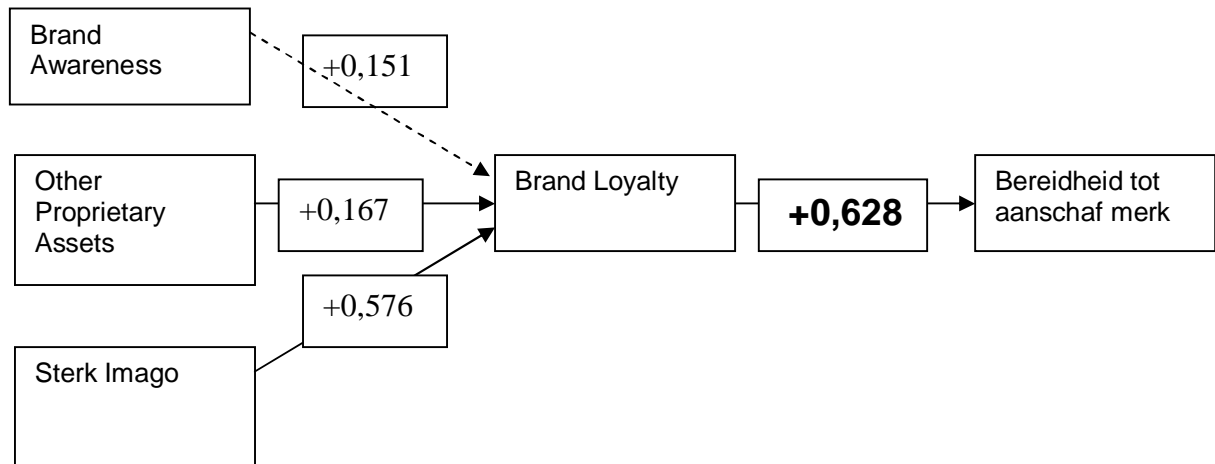 Brand
Awareness
+0,151
Other
Proprietary
Assets
+0,167
Sterk Imago
+0,576
Brand Loyalty
+0,628
Bereidheid tot
aanschaf merk